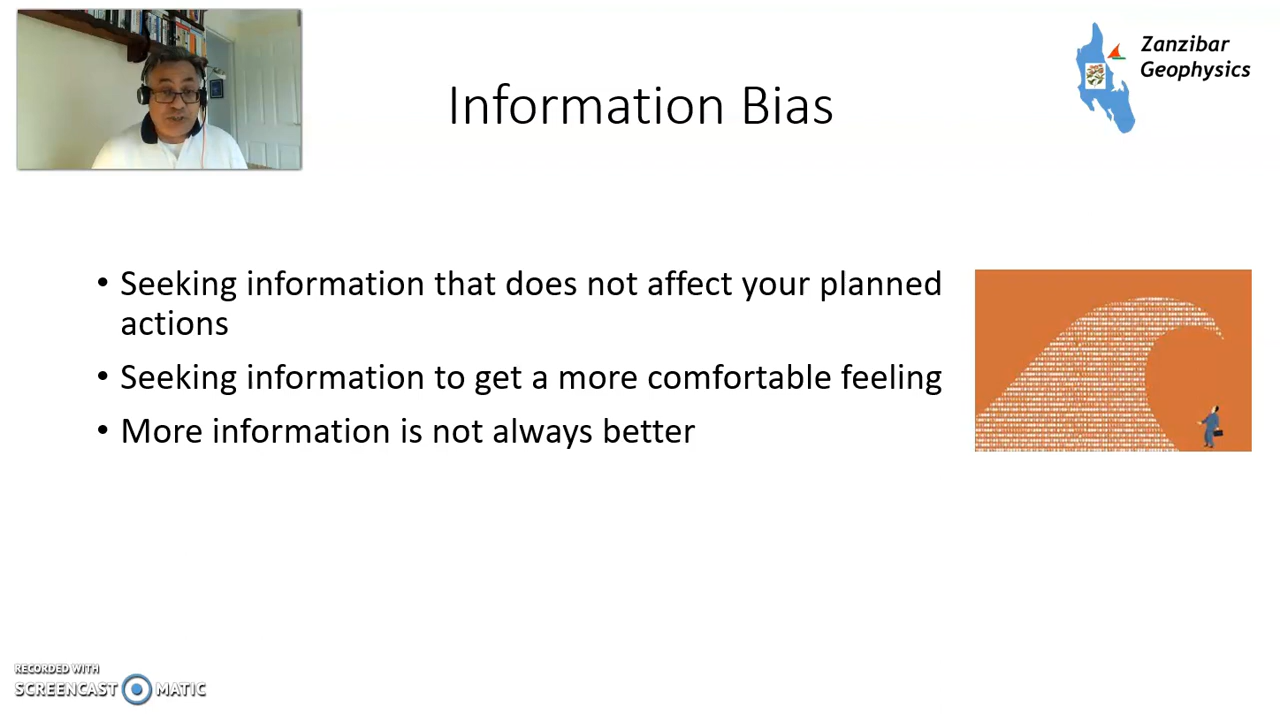 Zanzibar
Geophysics
Information Bias
• Seeking information that does not affect your planned
actions
• Seeking information to get a more comfortable feeling
• More information is not always better
RECORDED WITH
SCREENCAST MATIC